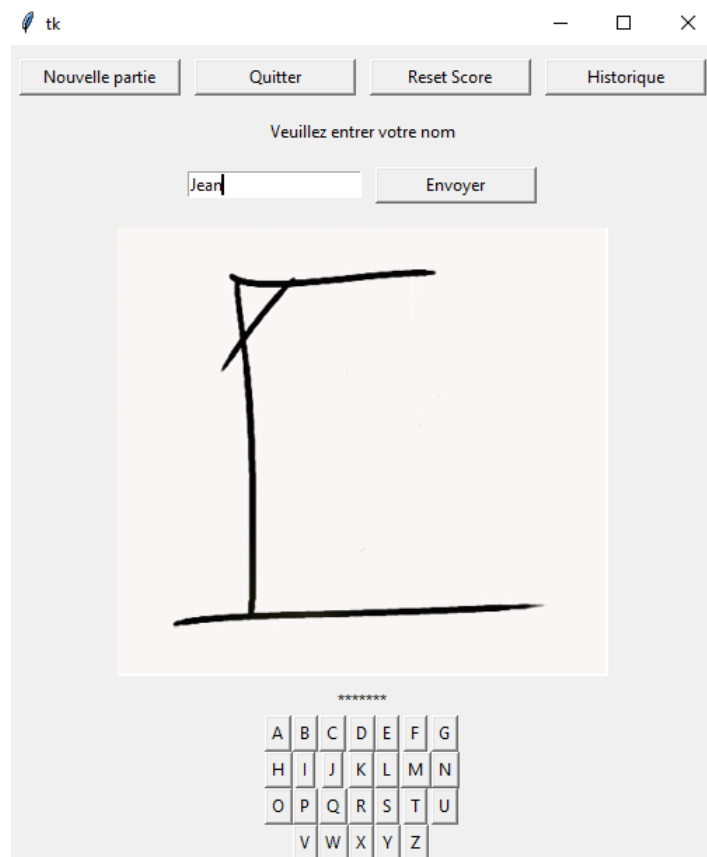 tk
Nouvelle partie Quitter Reset Score Historique
Veuillez entrer votre nom
Jean Envoyer
*******
A B C D E F G
H I J K L M N
O P Q R S T U
V W X Y Z